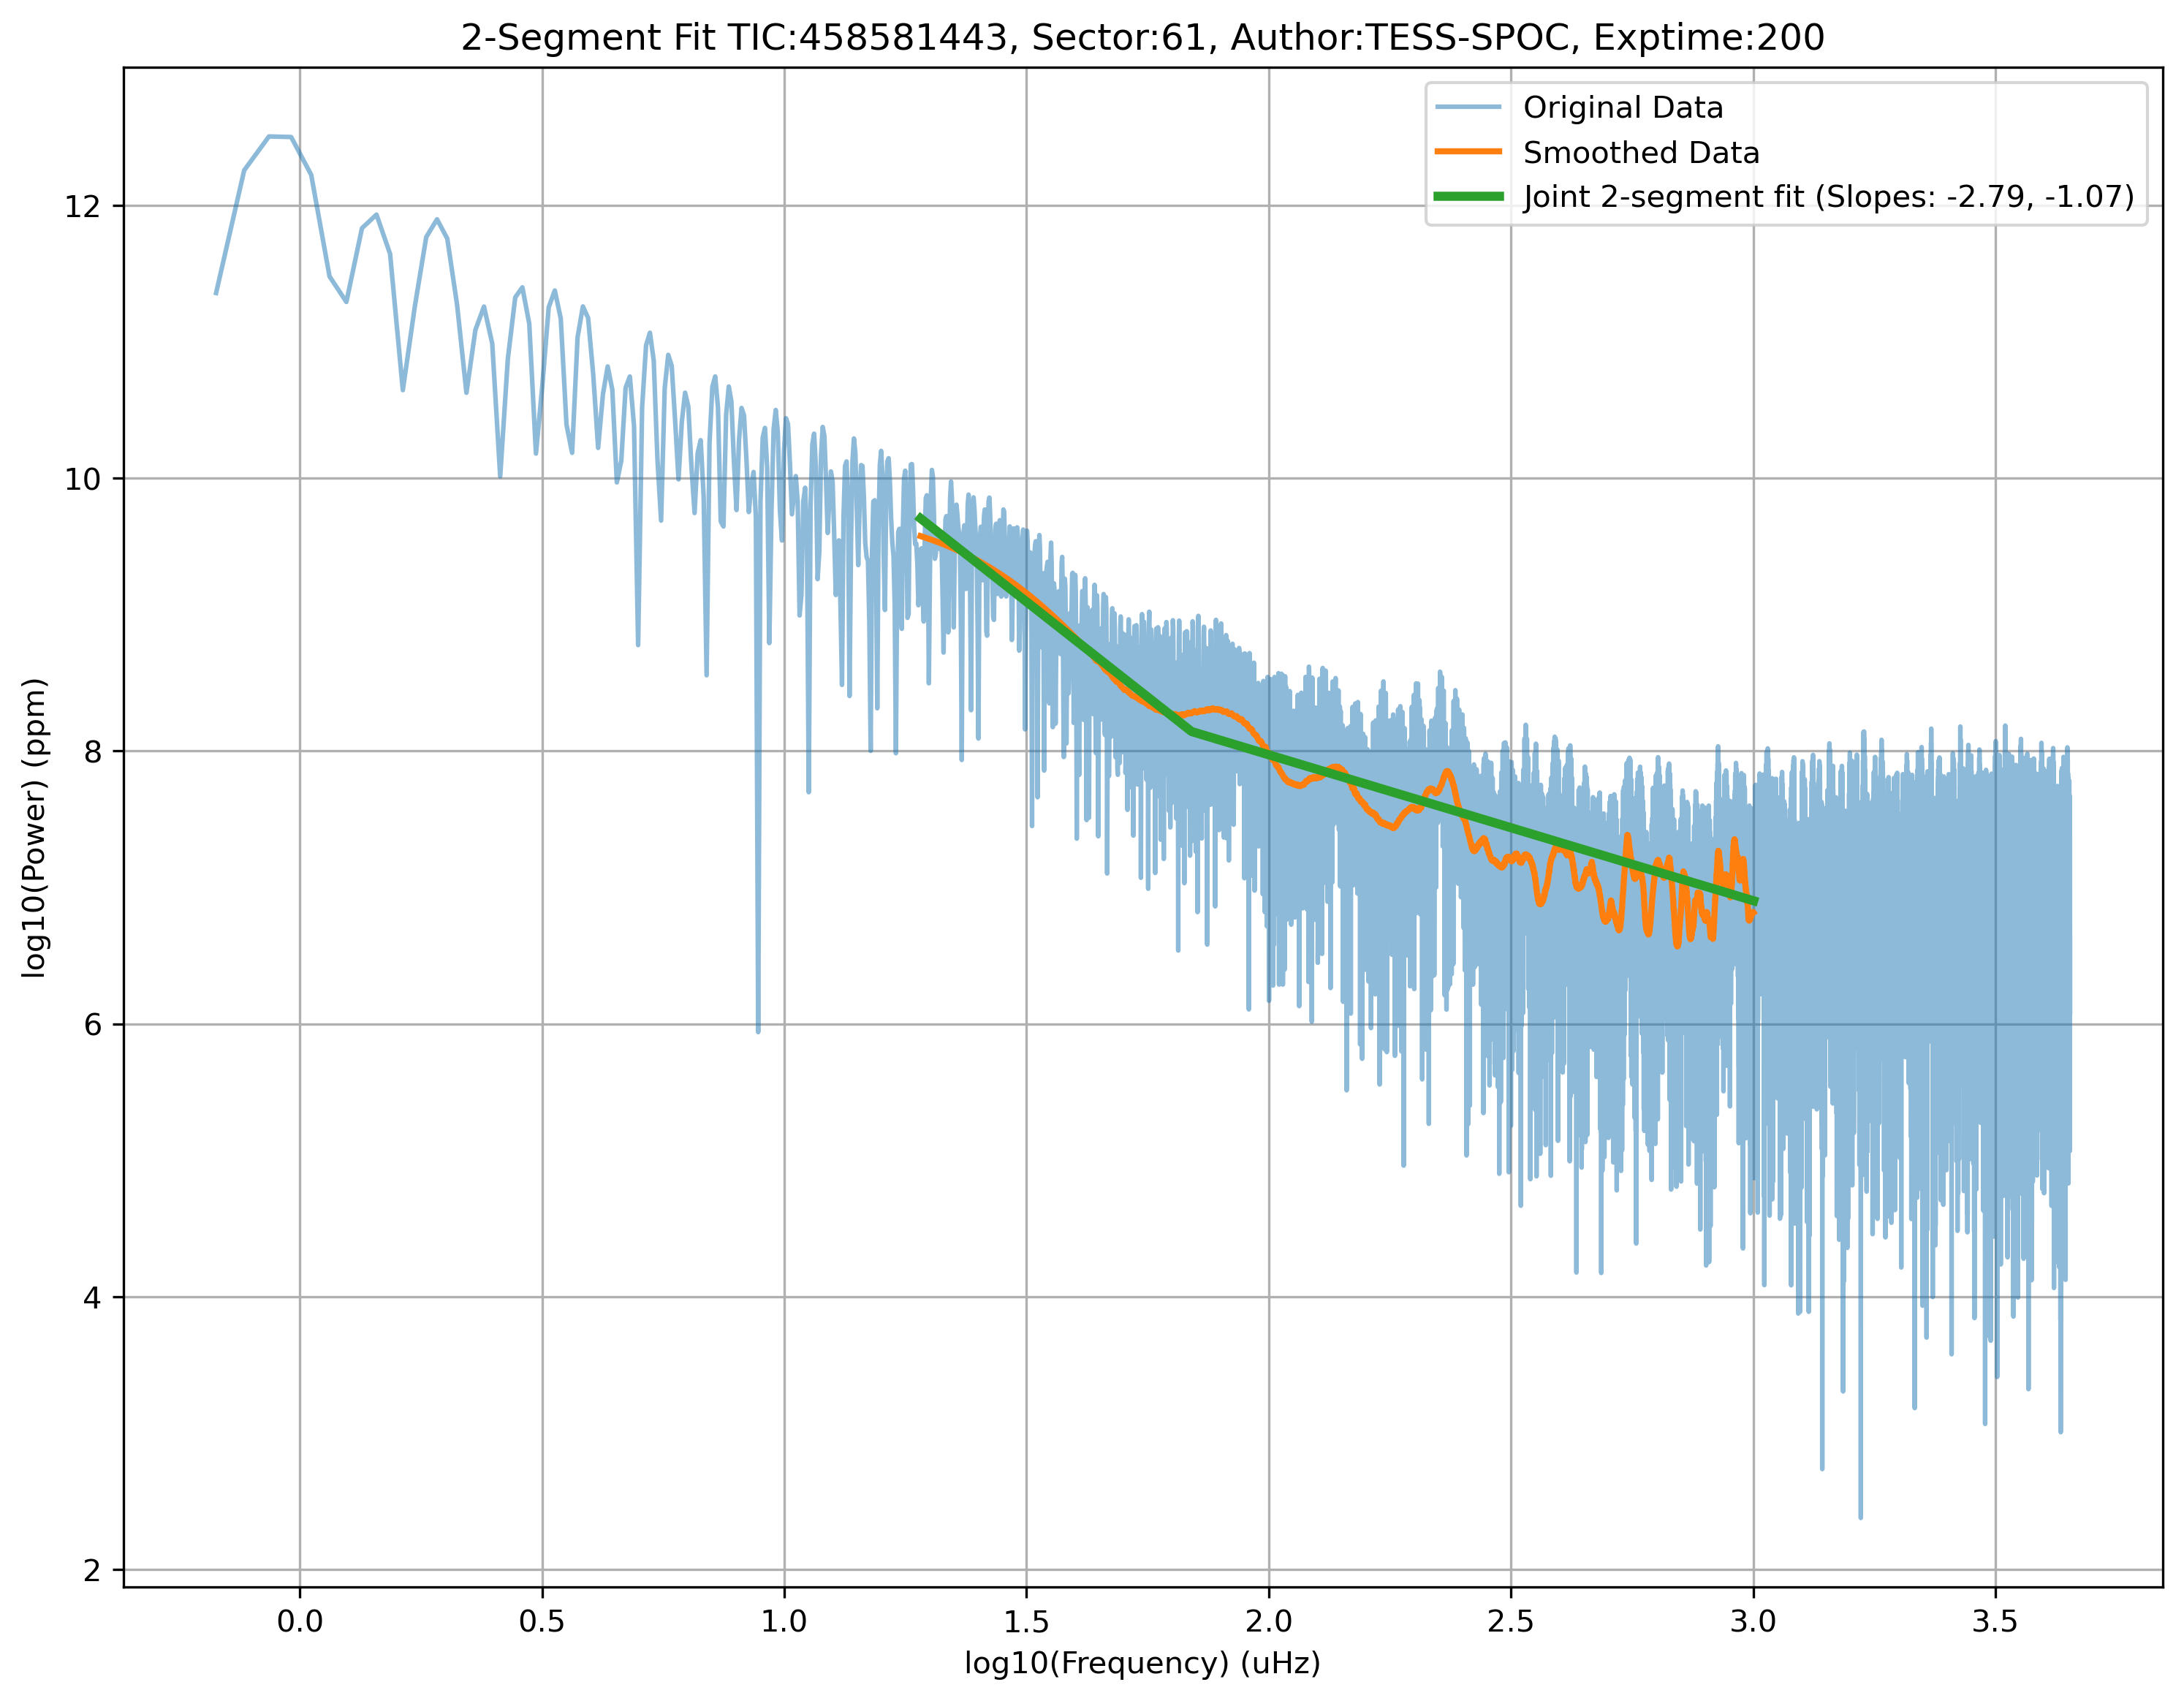 2-Segment Fit TIC:458581443, Sector:61, Author:TESS-SPOC, Exptime:200
Original Data
Smoothed Data
Joint 2-segment fit (Slopes: -2.79, -1.07)
log10(Power) (ppm)
12
10
8
6
4
2
0.0 0.5 1.0 1.5 2.0 2.5 3.0 3.5
log10(Frequency) (uHz)